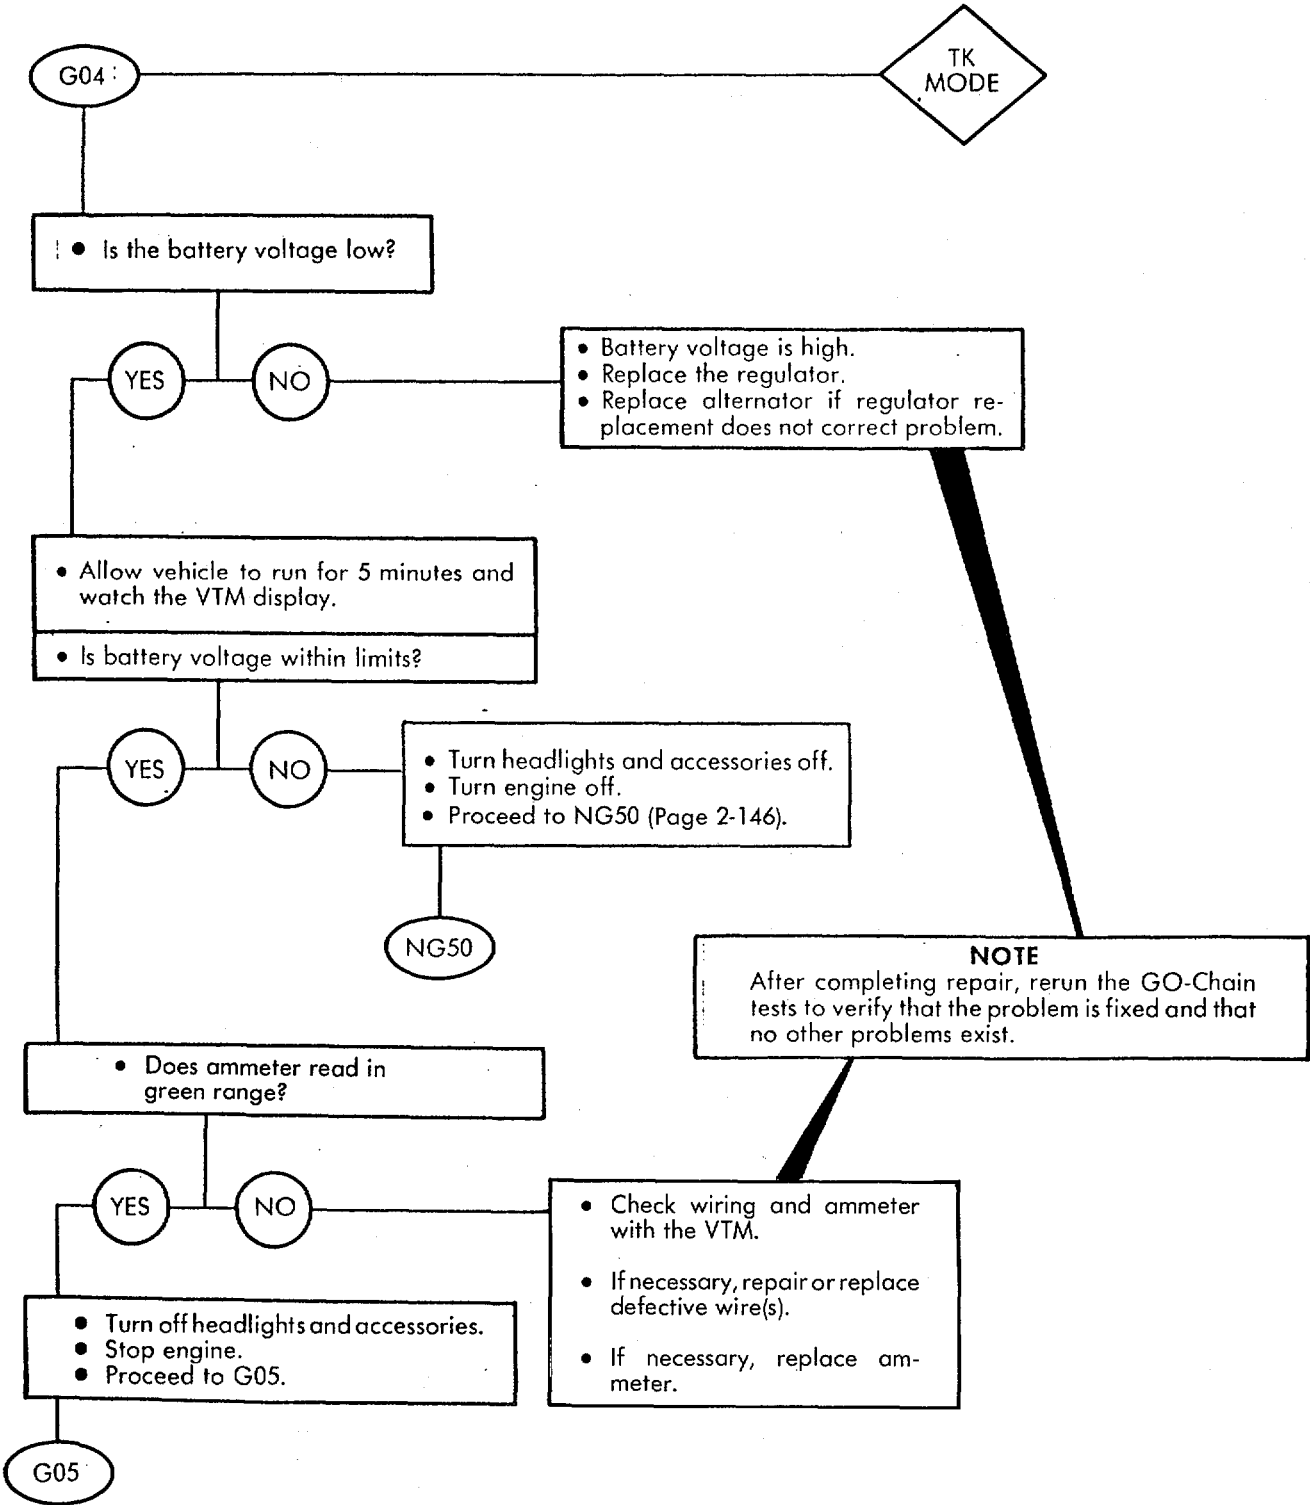 G04
TK
MODE
● Is the battery voltage low?
YES
NO
● Battery voltage is high.
● Replace the regulator.
● Replace alternator if regulator re-
placement does not correct problem.
● Allow vehicle to run for 5 minutes and
watch the VTM display.
● Is battery voltage within limits?
YES
NO
● Turn headlights and accessories off.
● Turn engine off.
● Proceed to NG50 (Page 2-146).
NG50
NOTE
After completing repair, rerun the GO-Chain
tests to verify that the problem is fixed and that
no other problems exist.
● Does ammeter read in
green range?
YES
NO
● Check wiring and ammeter
with the VTM.
● If necessary, repair or replace
defective wire(s).
● If necessary, replace am-
meter.
● Turn off headlights and accessories.
● Stop engine.
● Proceed to G05.
G05